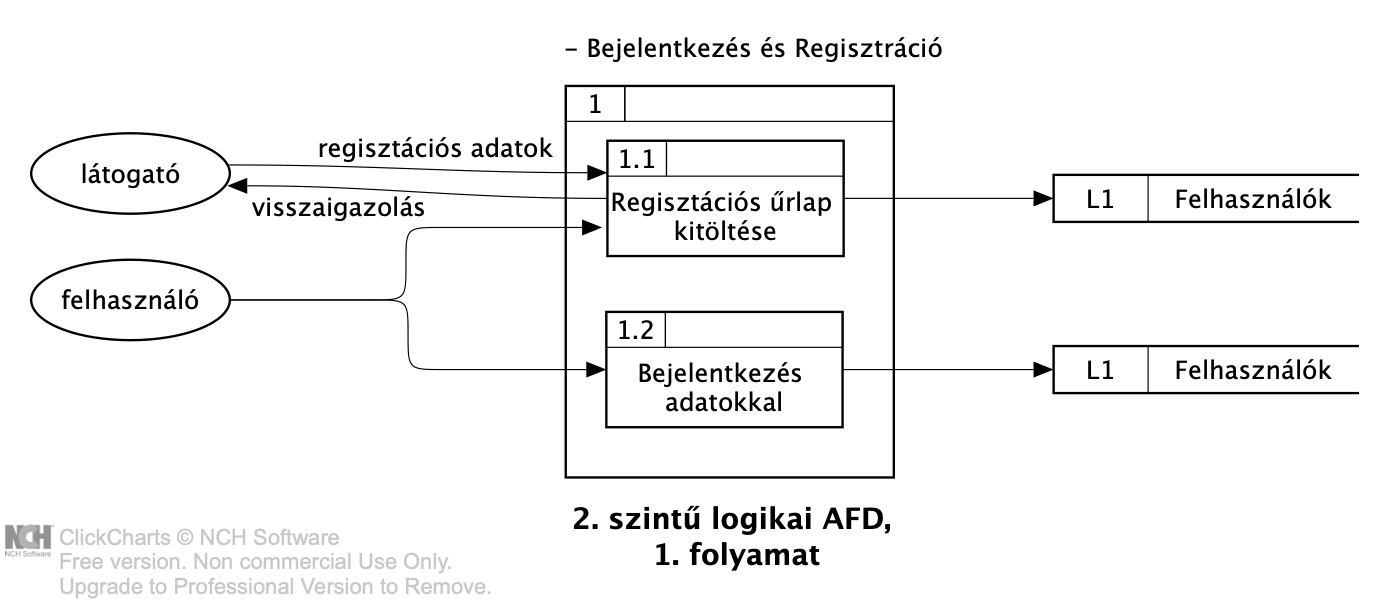 – Bejelentkezés és Regisztráció
1
látogató
regisztációs adatok
visszaigazolás
1.1
Regisztációs űrlap
kitöltése
L1 Felhasználók
felhasználó
1.2
Bejelentkezés
adatokkal
L1 Felhasználók
2. szintű logikai AFD,
1. folyamat
NCH
NCH Software
ClickCharts © NCH Software
Free version. Non commercial Use Only.
Upgrade to Professional Version to Remove.